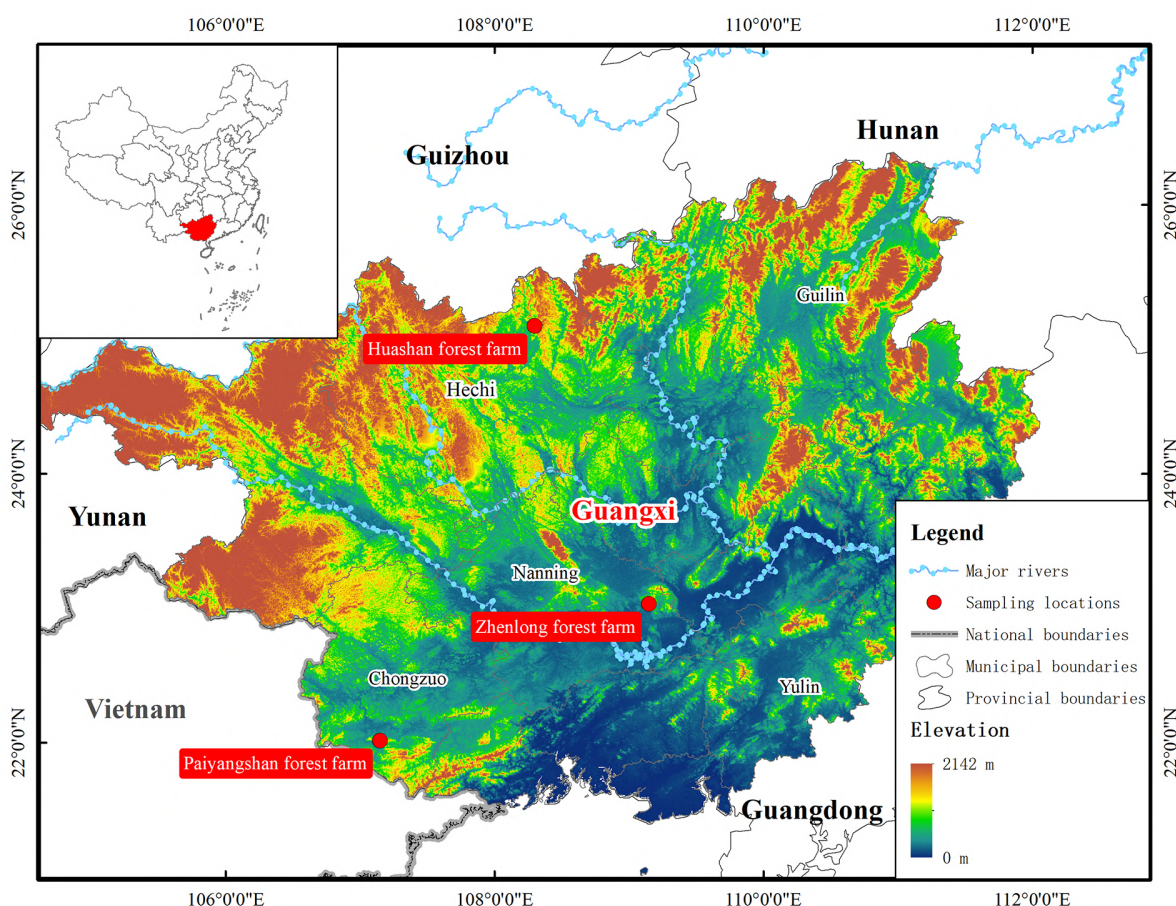 106°0'0"E
108°0'0"E
110°0'0"E
112°0'0"E
Hunan
Guizhou
26°0'0"N
26°0'0"N
Guilin
Huashan forest farm
Hechi
24°0'0"N
24°0'0"N
Guangxi
Yunan
Legend
Major rivers
Nanning
Sampling locations
Zhenlong forest farm
National boundaries
Municipal boundaries
Chongzuo
Yulin
Provincial boundaries
Vietnam
Elevation
22°0'0"N
22°0'0"N
Paiyangshan forest farm
2142 m
Guangdong
0 m
106°0'0"E
108°0'0"E
110°0'0"E
112°0'0"E